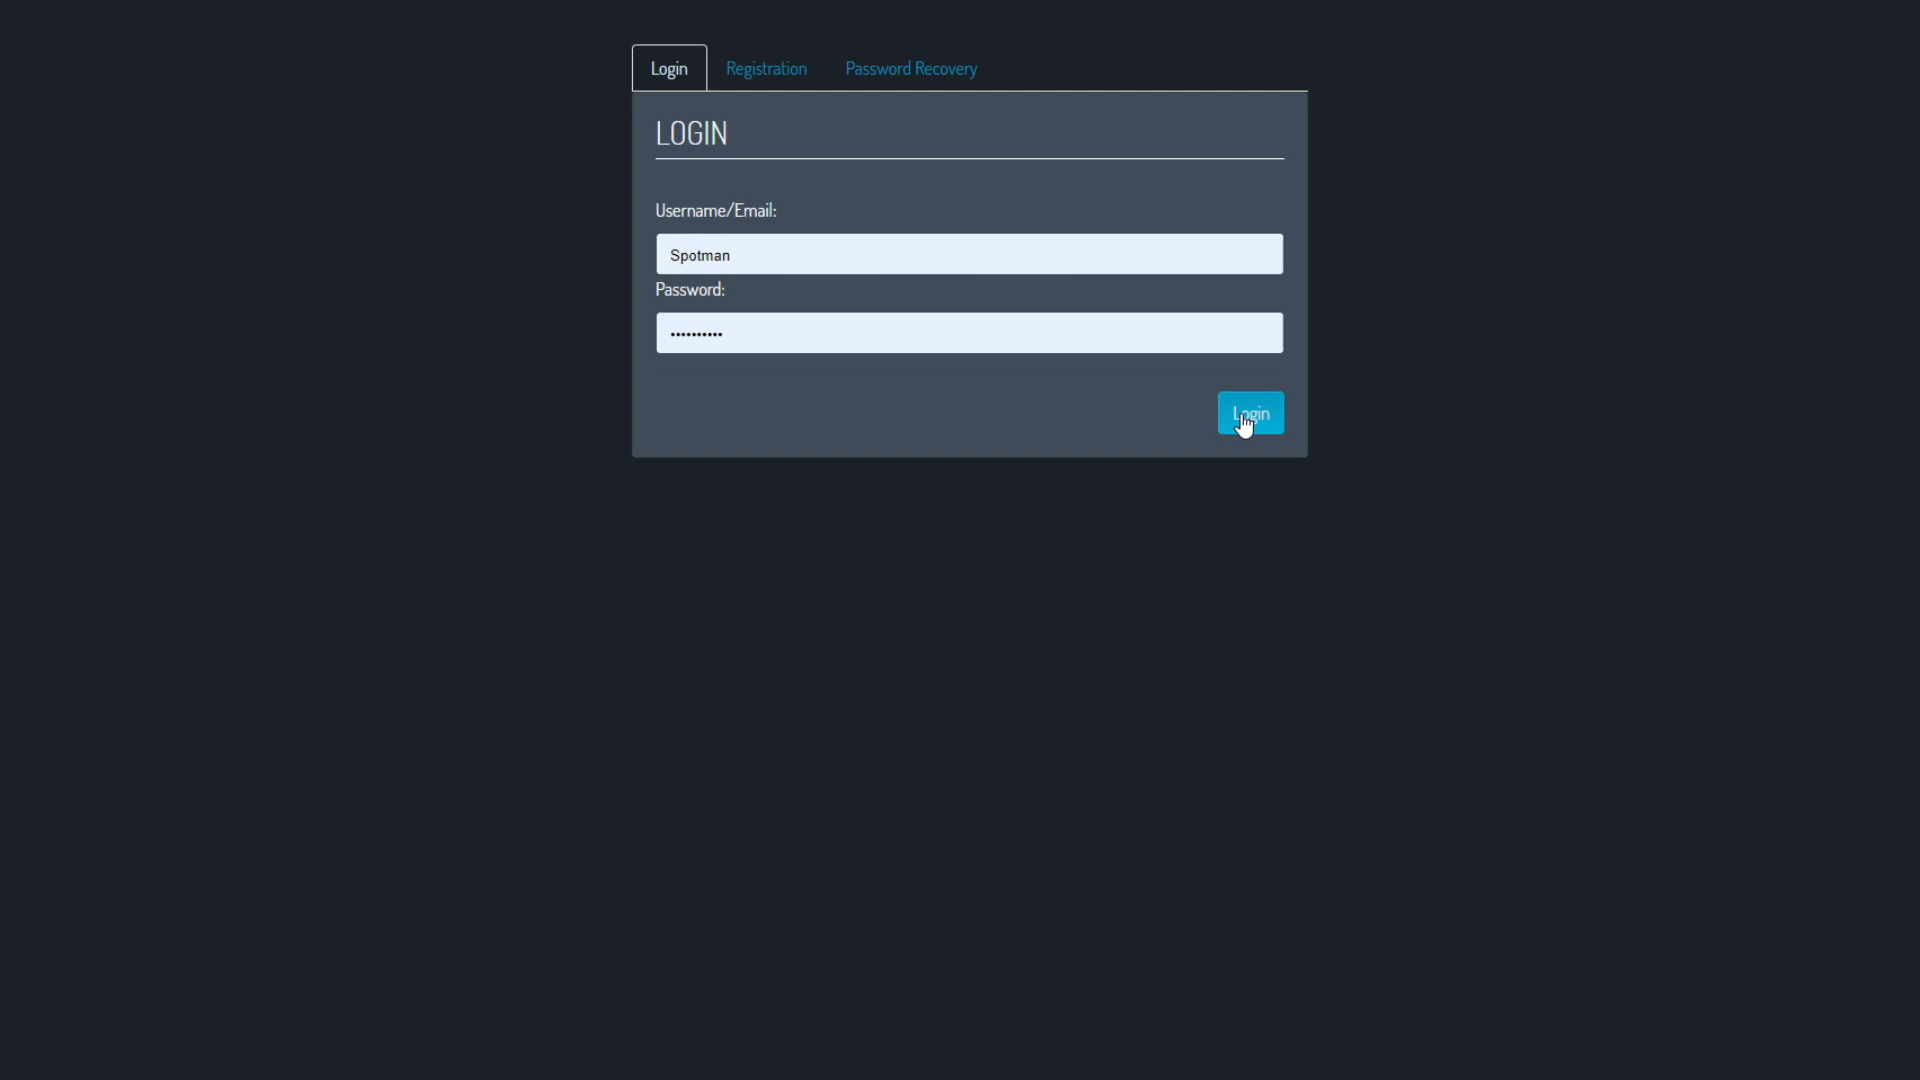 Login Registration Password Recovery
LOGIN
Username/Email:
Spotman
Password:
••••••••••
Login